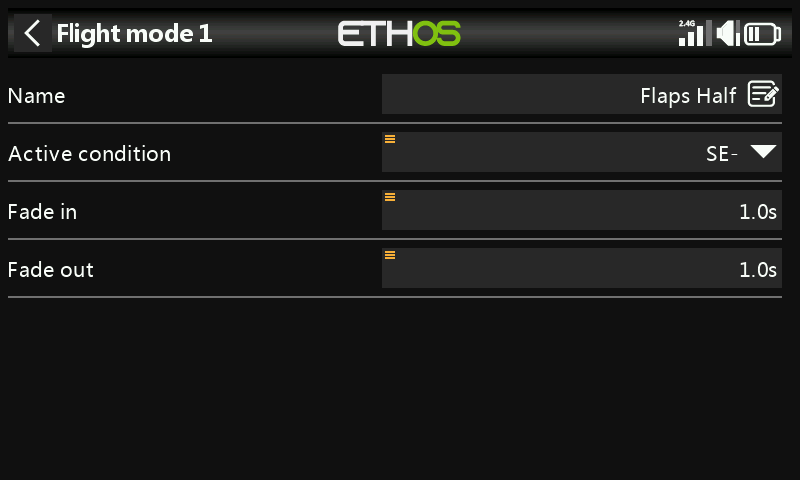 Flight mode 1
ETHOS
2.4G
Name
Flaps Half
Active condition
SE-
Fade in
1.0s
Fade out
1.0s